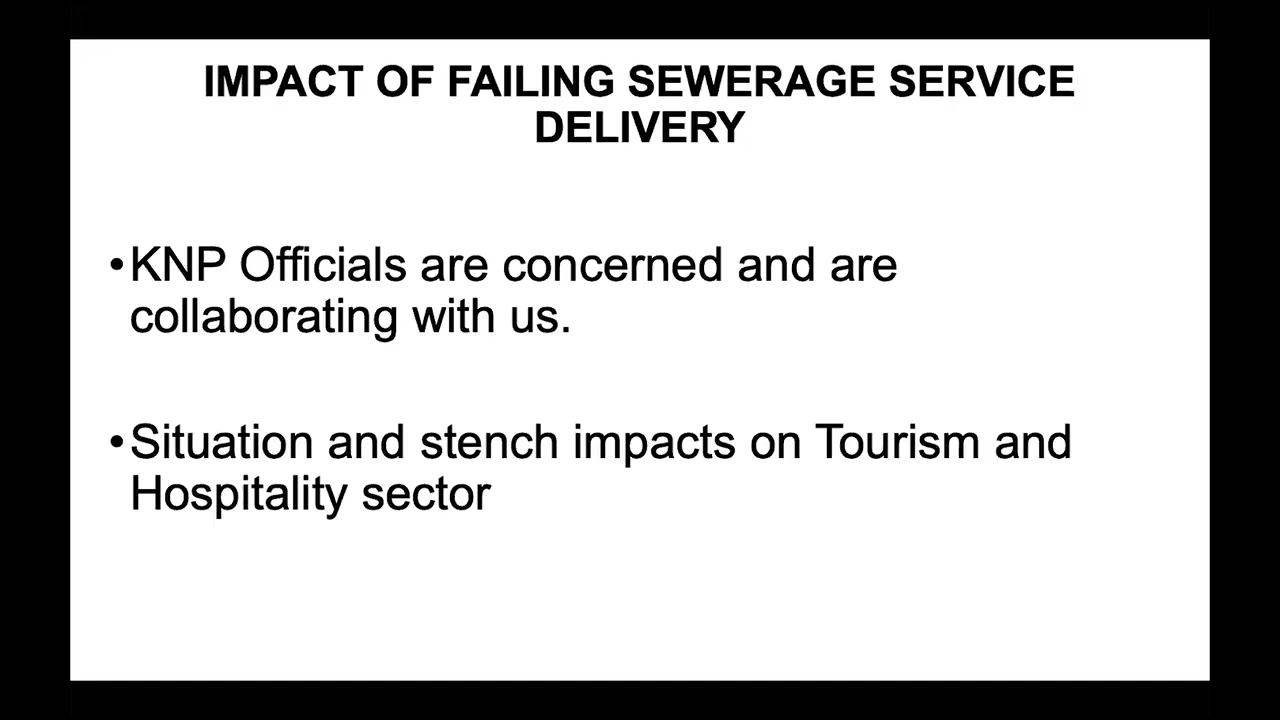 IMPACT OF FAILING SEWERAGE SERVICE
DELIVERY
•KNP Officials are concerned and are
collaborating with us.
•Situation and stench impacts on Tourism and
Hospitality sector